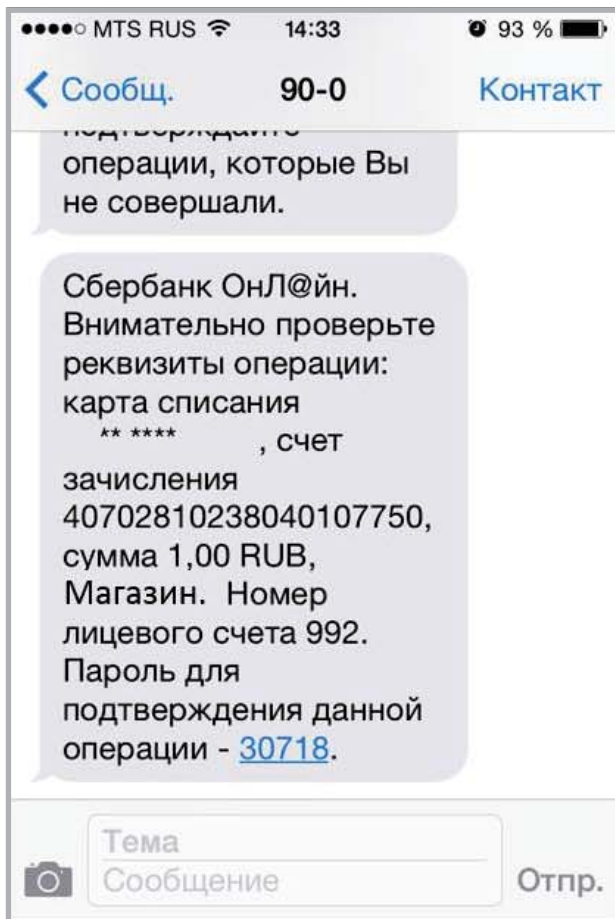 MTS RUS 14:33 93 %
Сообщ. 90-0 Контакт
подтверждайте
операции, которые Вы
не совершали.
Сбербанк ОнЛ@йн.
Внимательно проверьте
реквизиты операции:
карта списания
** **** , счет
зачисления
40702810238040107750,
сумма 1,00 RUB,
Магазин. Номер
лицевого счета 992.
Пароль для
подтверждения данной
операции - 30718.
Тема
Сообщение
Отпр.